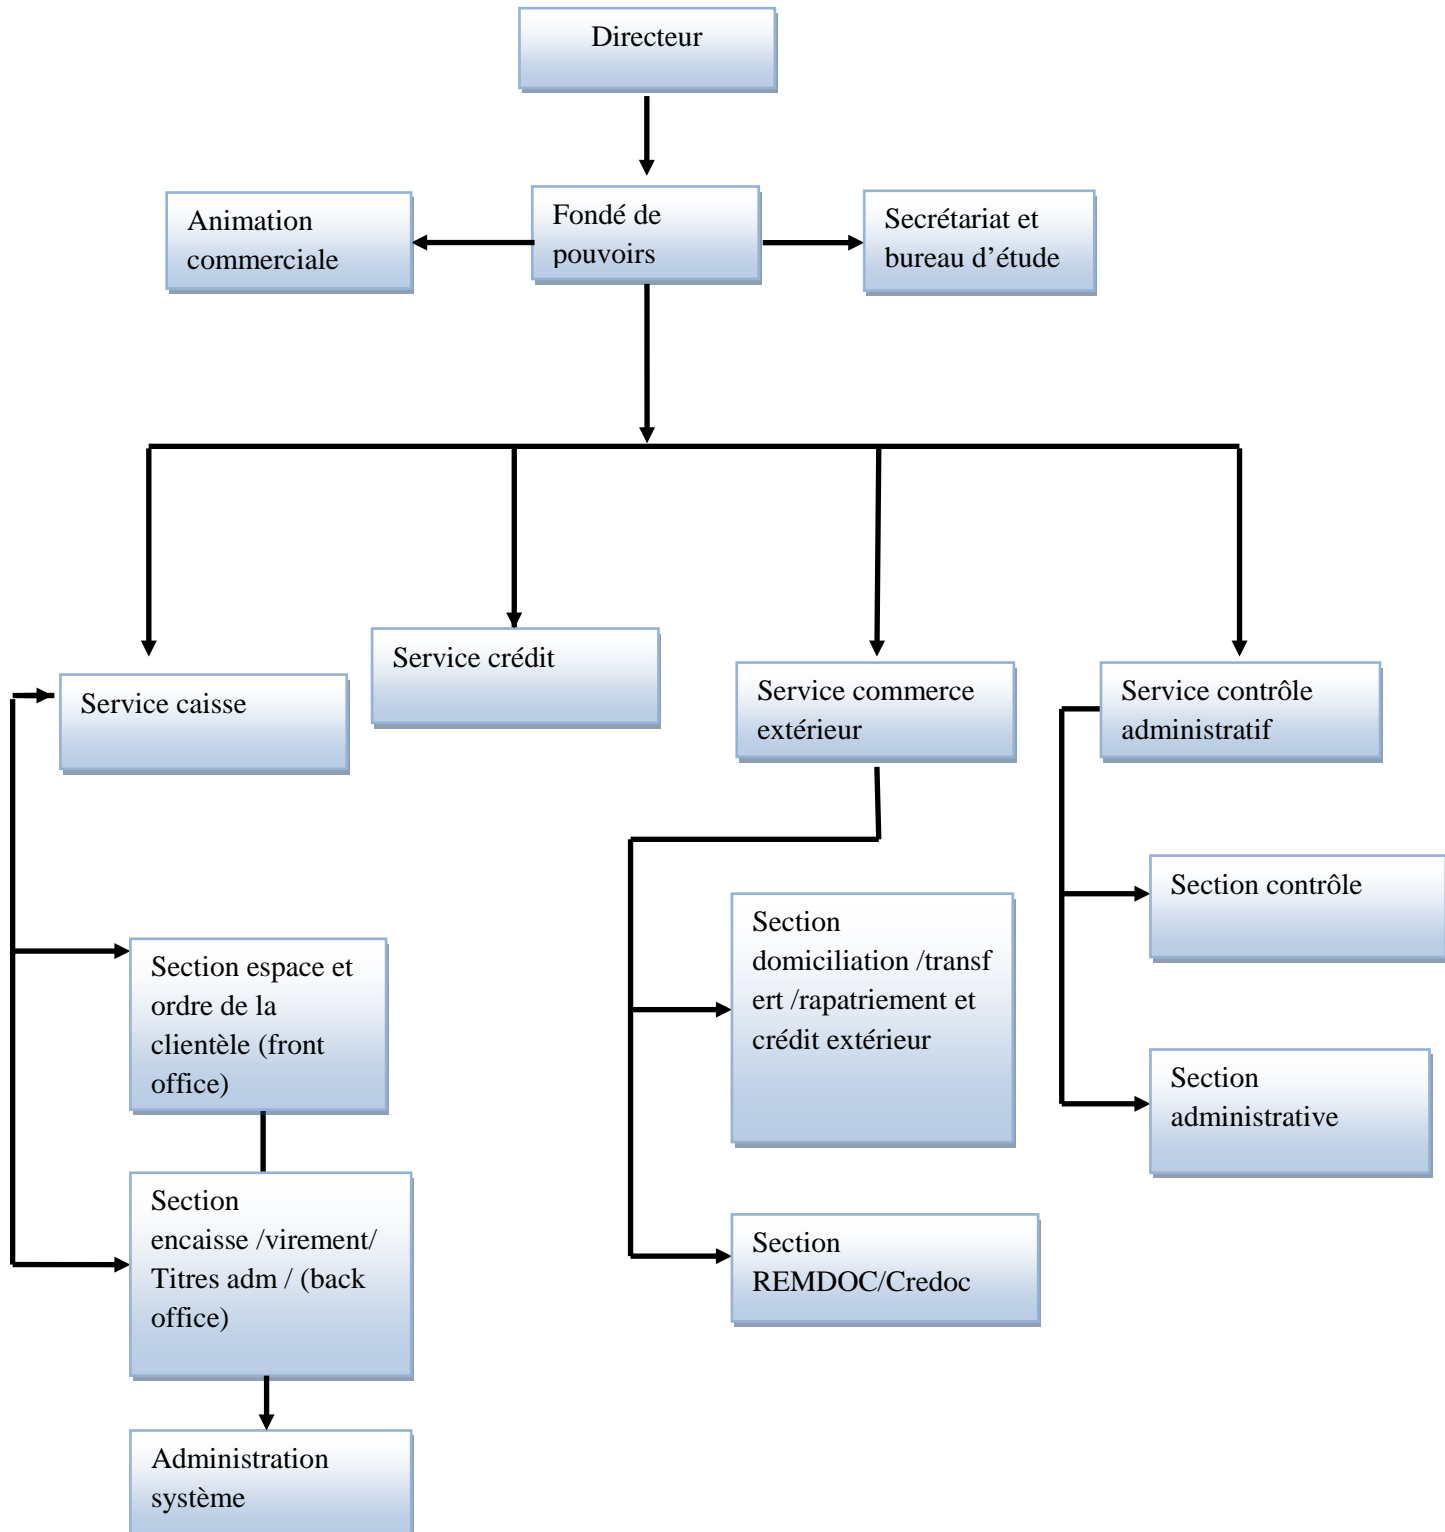 Directeur
Animation
commerciale
Fondé de
pouvoirs
Secrétariat et
bureau d’étude
Service caisse
Service crédit
Service commerce
extérieur
Service contrôle
administratif
Section espace et
ordre de la
clientèle (front
office)
Section
encaisse /virement/
Titres adm / (back
office)
Administration
système
Section
domiciliation /transf
ert /rapatriement et
crédit extérieur
Section
REMDOC/Credoc
Section contrôle
Section
administrative